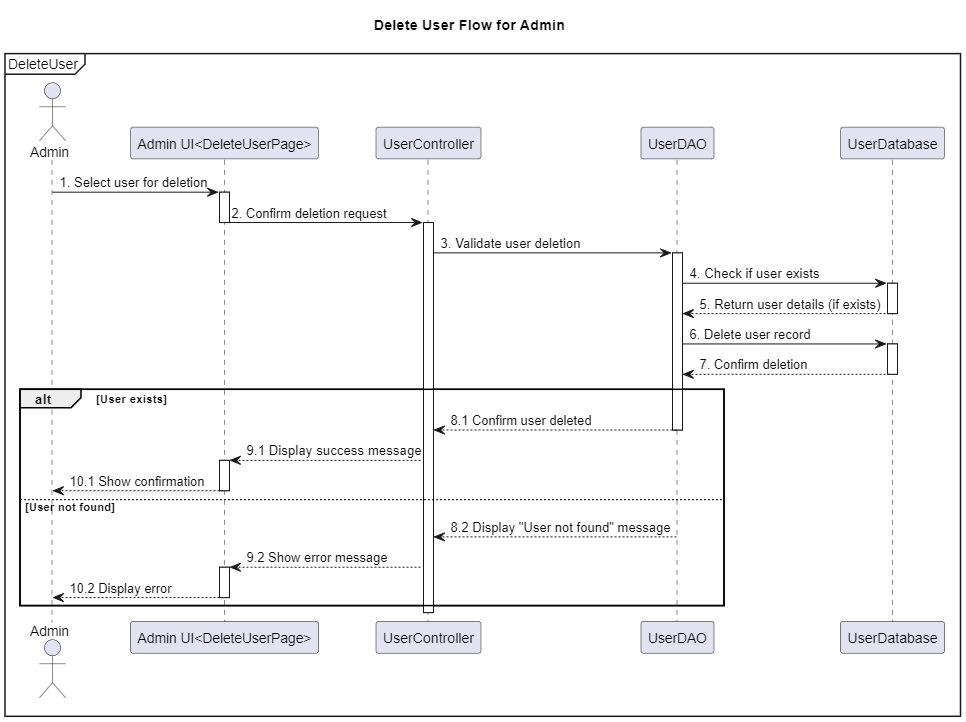 Delete User Flow for Admin
DeleteUser
Admin
Admin UI<DeleteUserPage>
UserController
UserDAO
UserDatabase
1. Select user for deletion
2. Confirm deletion request
3. Validate user deletion
4. Check if user exists
5. Return user details (if exists)
6. Delete user record
7. Confirm deletion
alt
[User exists]
8.1 Confirm user deleted
9.1 Display success message
10.1 Show confirmation
[User not found]
8.2 Display "User not found" message
9.2 Show error message
10.2 Display error
Admin
Admin UI<DeleteUserPage>
UserController
UserDAO
UserDatabase